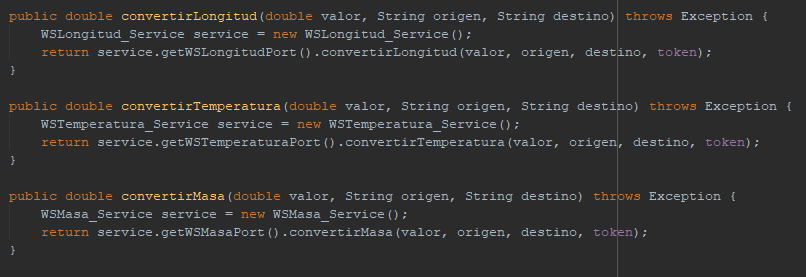 public double convertirLongitud(double valor, String origen, String destino) throws Exception {
WSLongitud_Service service = new WSLongitud_Service();
return service.getWSLongitudPort().convertirLongitud(valor, origen, destino, token);
}
public double convertirTemperatura(double valor, String origen, String destino) throws Exception {
WSTemperatura_Service service = new WSTemperatura_Service();
return service.getWSTemperaturaPort().convertirTemperatura(valor, origen, destino, token);
}
public double convertirMasa(double valor, String origen, String destino) throws Exception {
WSMasa_Service service = new WSMasa_Service();
return service.getWSMasaPort().convertirMasa(valor, origen, destino, token);
}